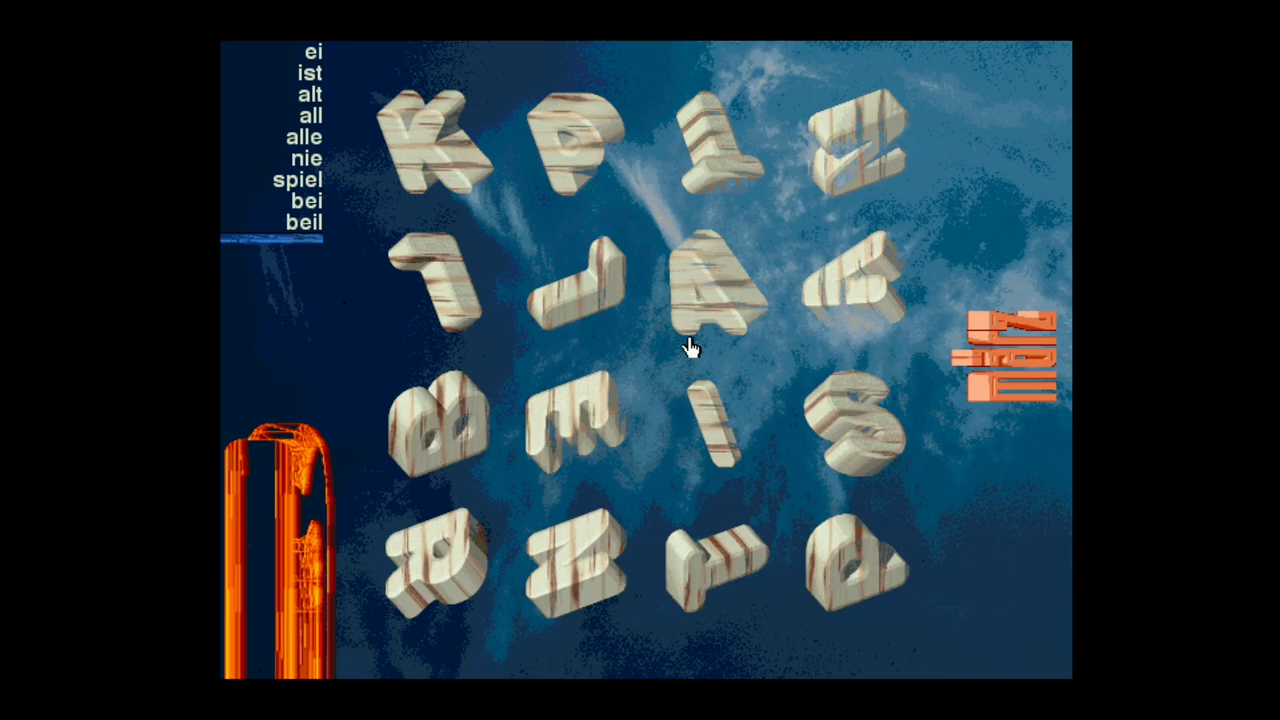 ei
ist
alt
all
alle
nie
spiel
bei
beil
K P T N
L L A A
B E I S
R N T P